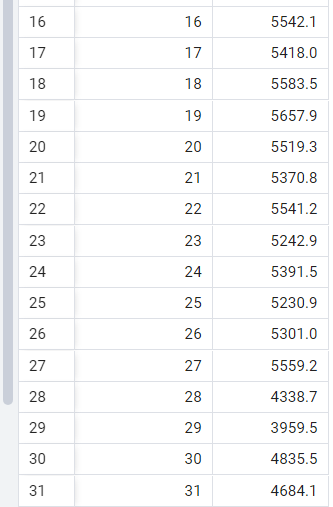 16 16 5542.1
17 17 5418.0
18 18 5583.5
19 19 5657.9
20 20 5519.3
21 21 5370.8
22 22 5541.2
23 23 5242.9
24 24 5391.5
25 25 5230.9
26 26 5301.0
27 27 5559.2
28 28 4338.7
29 29 3959.5
30 30 4835.5
31 31 4684.1